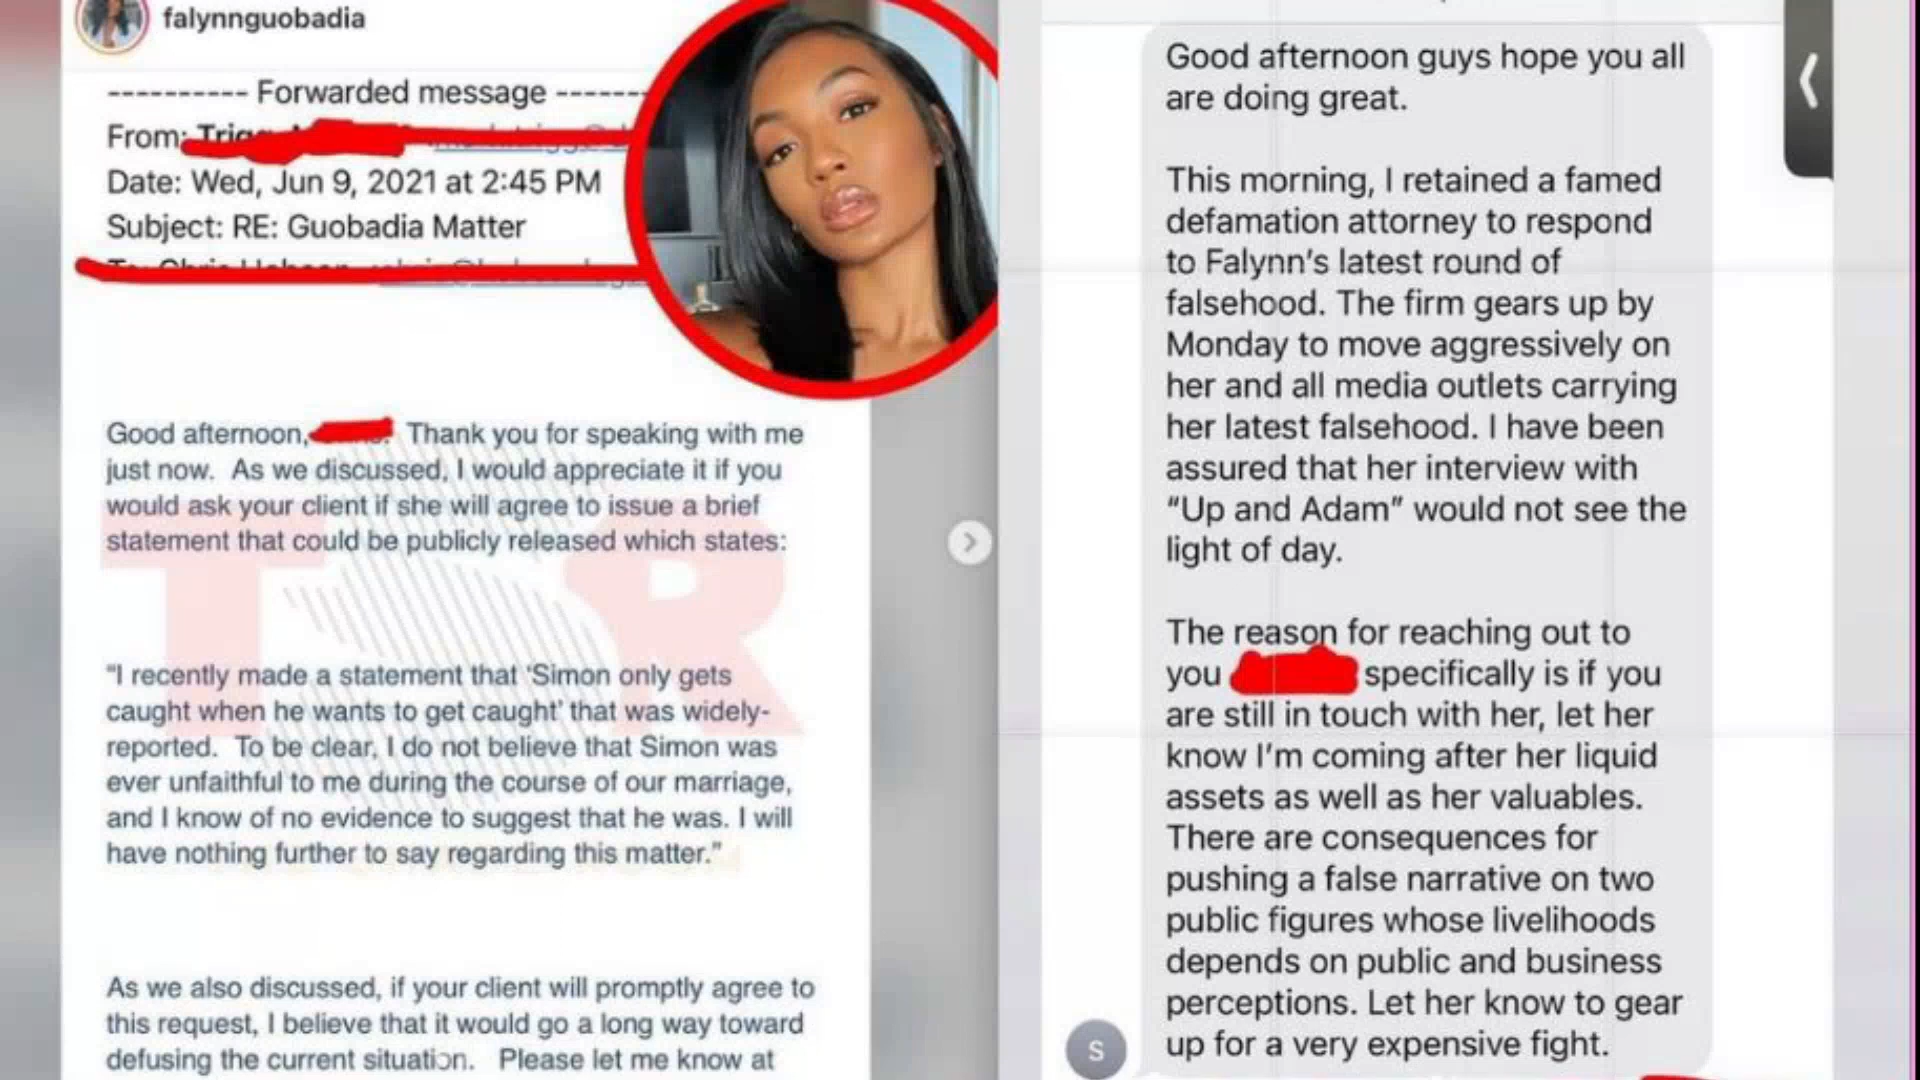 falynnguobadia
---------- Forwarded message -------
From:
Date: Wed, Jun 9, 2021 at 2:45 PM
Subject: RE: Guobadia Matter
Good afternoon, Thank you for speaking with me
just now. As we discussed, I would appreciate it if you
would ask your client if she will agree to issue a brief
statement that could be publicly released which states:
"I recently made a statement that 'Simon only gets
caught when he wants to get caught' that was widely-
reported. To be clear, I do not believe that Simon was
ever unfaithful to me during the course of our marriage,
and I know of no evidence to suggest that he was. I will
have nothing further to say regarding this matter."
As we also discussed, if your client will promptly agree to
this request, I believe that it would go a long way toward
defusing the current situation. Please let me know at
TSR
Good afternoon guys hope you all
are doing great.
This morning, I retained a famed
defamation attorney to respond
to Falynn's latest round of
falsehood. The firm gears up by
Monday to move aggressively on
her and all media outlets carrying
her latest falsehood. I have been
assured that her interview with
"Up and Adam" would not see the
light of day.
The reason for reaching out to
you specifically is if you
are still in touch with her, let her
know I'm coming after her liquid
assets as well as her valuables.
There are consequences for
pushing a false narrative on two
public figures whose livelihoods
depends on public and business
perceptions. Let her know to gear
up for a very expensive fight.
S